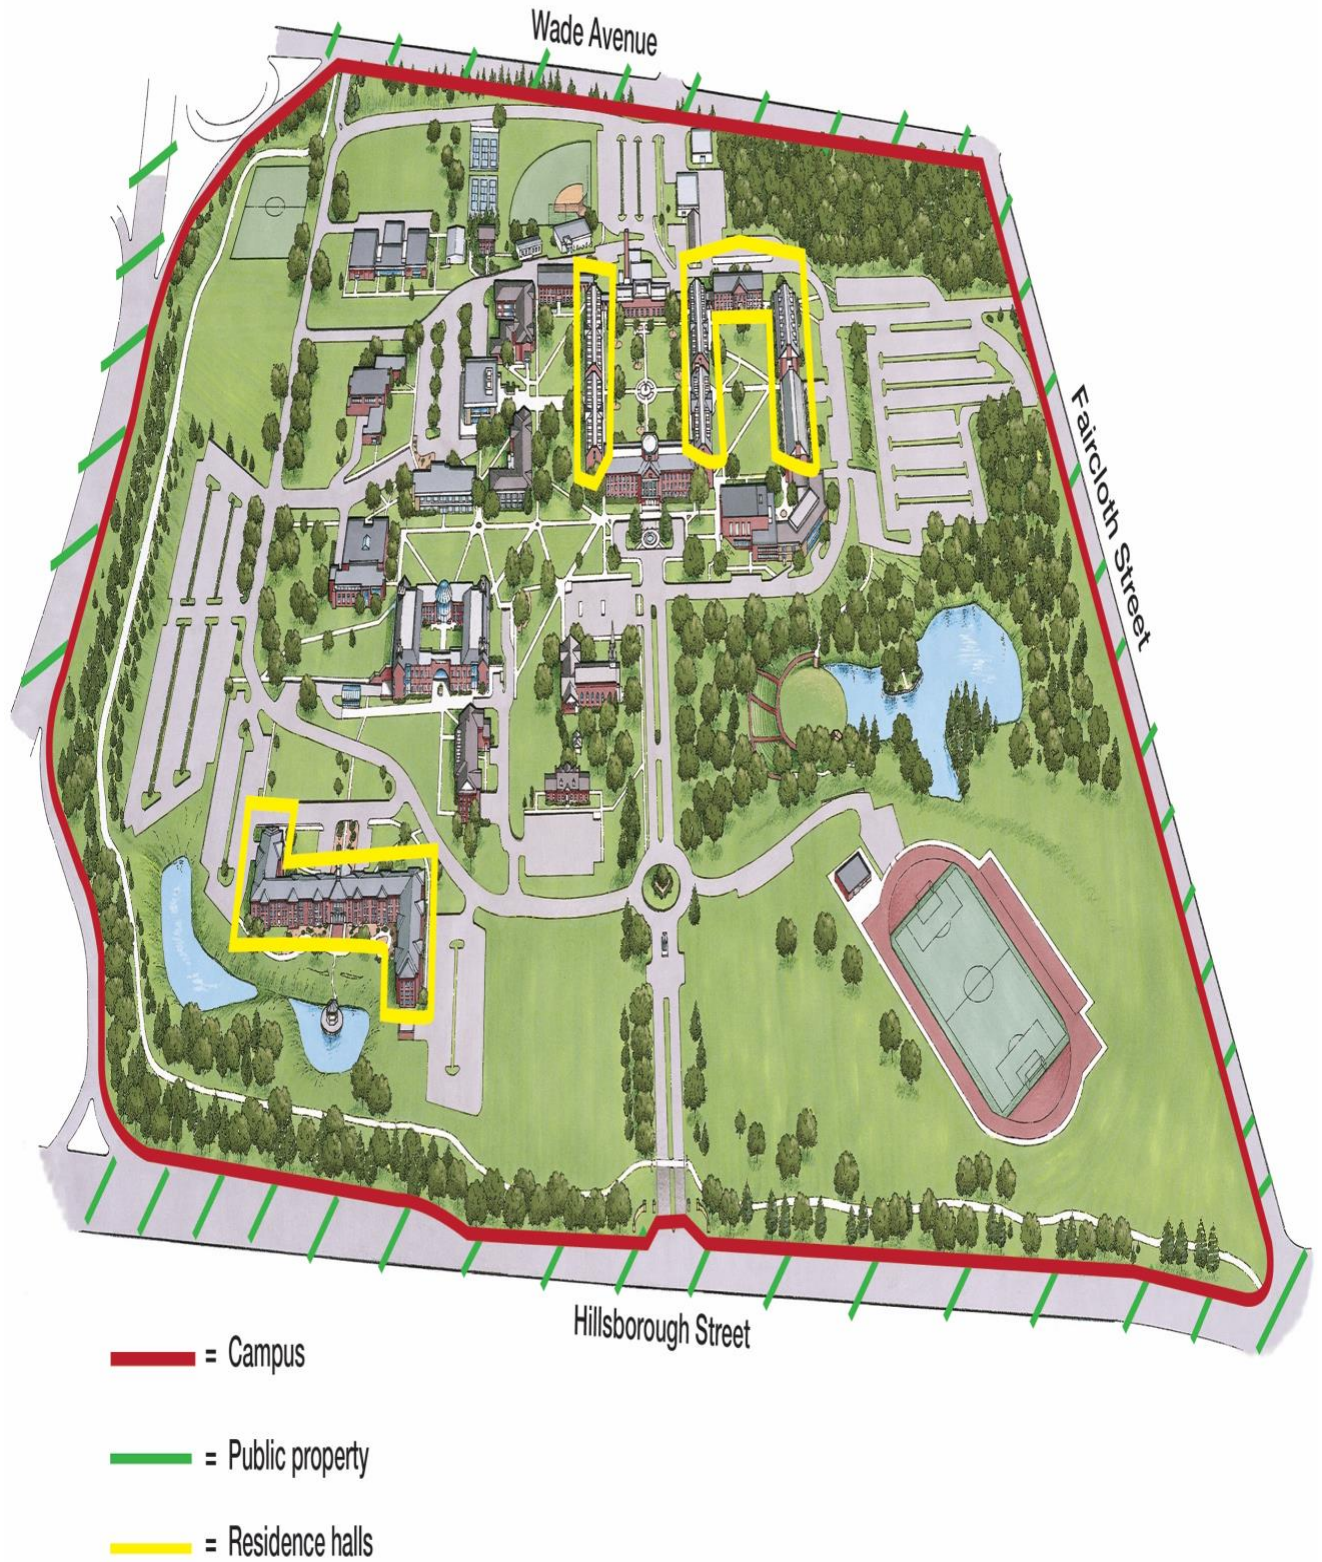 Wade Avenue
Faircloth Street
Hillsborough Street
= Campus
= Public property
= Residence halls